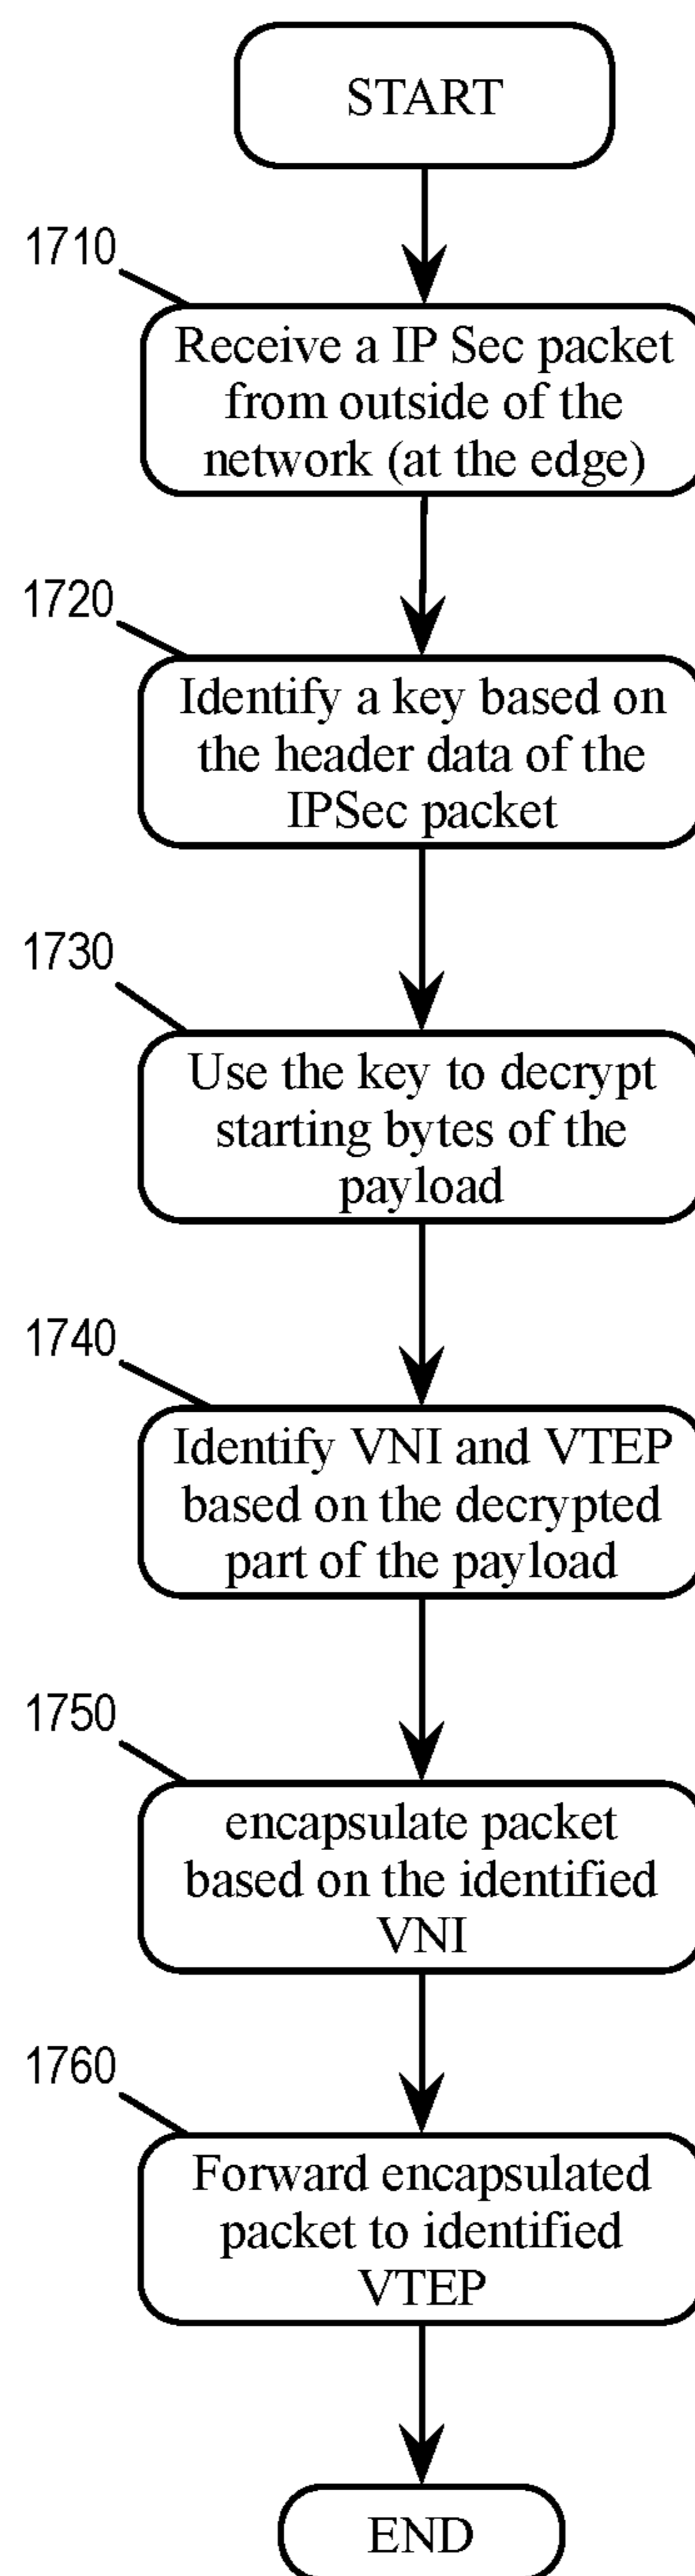 START
1710
Receive a IP Sec packet
from outside of the
network (at the edge)
1720
Identify a key based on
the header data of the
IPSec packet
1730
Use the key to decrypt
starting bytes of the
payload
1740
Identify VNI and VTEP
based on the decrypted
part of the payload
1750
encapsulate packet
based on the identified
VNI
1760
Forward encapsulated
packet to identified
VTEP
END